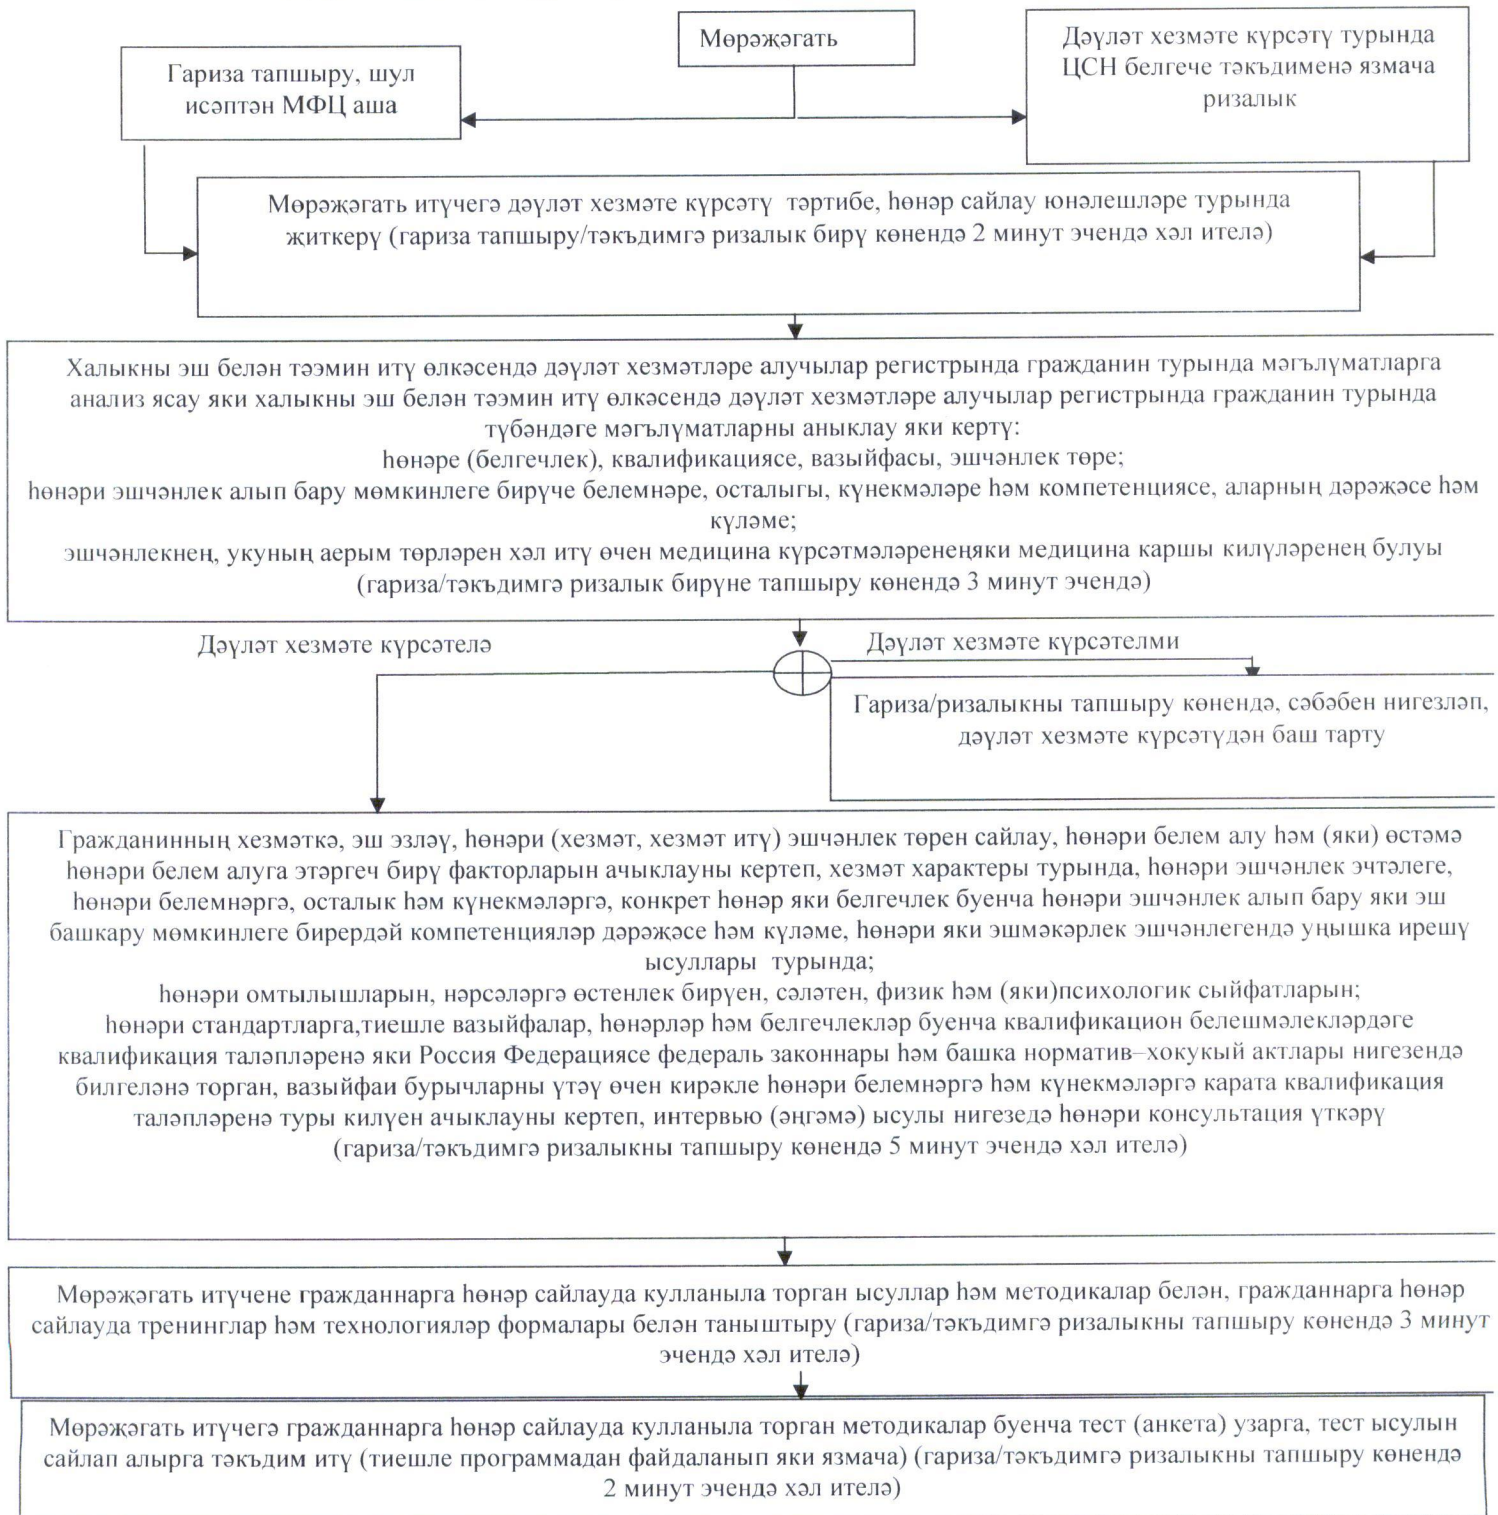 Мөрәҗәгать
Гариза тапшыру, шул
исәптән МФЦ аша
Дәүләт хезмәте күрсәтү турында
ЦСН белгече тәкъдименә язмача
ризалык
Мөрәҗәгать итүчегә дәүләт хезмәте күрсәтү тәртибе, һөнәр сайлау юнәлешләре турында
җиткерү (гариза тапшыру/тәкъдимгә ризалык бирү көнендә 2 минут эчендә хәл ителә)
Халыкны эш белән тәэмин итү өлкәсендә дәүләт хезмәтләре алучылар регистрында гражданин турында мәгълүматларга
анализ ясау яки халыкны эш белән тәэмин итү өлкәсендә дәүләт хезмәтләре алучылар регистрында гражданин турында
түбәндәге мәгълүматларны аныклау яки кертү:
һөнәре (белгечлек), квалификациясе, вазыйфасы, эшчәнлек төре;
һөнәри эшчәнлек алып бару мөмкинлеге бирүче белемнәре, осталыгы, күнекмәләре һәм компетенциясе, аларның дәрәҗәсе һәм
күләме;
эшчәнлекнең, укуның аерым төрләрен хәл итү өчен медицина күрсәтмәләренеңяки медицина каршы килүләренең булуы
(гариза/тәкъдимгә ризалык бирүне тапшыру көнендә 3 минут эчендә)
Дәүләт хезмәте күрсәтелә
Дәүләт хезмәте күрсәтелми
Гариза/ризалыкны тапшыру көнендә, сәбәбен нигезләп,
дәүләт хезмәте күрсәтүдән баш тарту
Гражданинның хезмәткә, эш эзләү, һөнәри (хезмәт, хезмәт итү) эшчәнлек төрен сайлау, һөнәри белем алу һәм (яки) өстәмә
һөнәри белем алуга этәргеч бирү факторларын ачыклауны кертеп, хезмәт характеры турында, һөнәри эшчәнлек эчтәлеге,
һөнәри белемнәргә, осталык һәм күнекмәләргә, конкрет һөнәр яки белгечлек буенча һөнәри эшчәнлек алып бару яки эш
башкару мөмкинлеге бирердәй компетенцияләр дәрәҗәсе һәм күләме, һөнәри яки эшмәкәрлек эшчәнлегендә уңышка ирешү
ысуллары турында;
һөнәри омтылышларын, нәрсәләргә өстенлек бирүен, сәләтен, физик һәм (яки)психологик сыйфатларын;
һөнәри стандартларга,тиешле вазыйфалар, һөнәрләр һәм белгечлекләр буенча квалификацион белешмәлекләрдәге
квалификация таләпләренә яки Россия Федерациясе федераль законнары һәм башка норматив–хокукый актлары нигезендә
билгеләнә торган, вазыйфаи бурычларны үтәү өчен кирәкле һөнәри белемнәргә һәм күнекмәләргә карата квалификация
таләпләренә туры килүен ачыклауны кертеп, интервью (әңгәмә) ысулы нигезедә һөнәри консультация үткәрү
(гариза/тәкъдимгә ризалыкны тапшыру көнендә 5 минут эчендә хәл ителә)
Мөрәҗәгать итүчене гражданнарга һөнәр сайлауда кулланыла торган ысуллар һәм методикалар белән, гражданнарга һөнәр
сайлауда тренинглар һәм технологияләр формалары белән таныштыру (гариза/тәкъдимгә ризалыкны тапшыру көнендә 3 минут
эчендә хәл ителә)
Мөрәҗәгать итүчегә гражданнарга һөнәр сайлауда кулланыла торган методикалар буенча тест (анкета) узарга, тест ысулын
сайлап алырга тәкъдим итү (тиешле программадан файдаланып яки язмача) (гариза/тәкъдимгә ризалыкны тапшыру көнендә
2 минут эчендә хәл ителә)